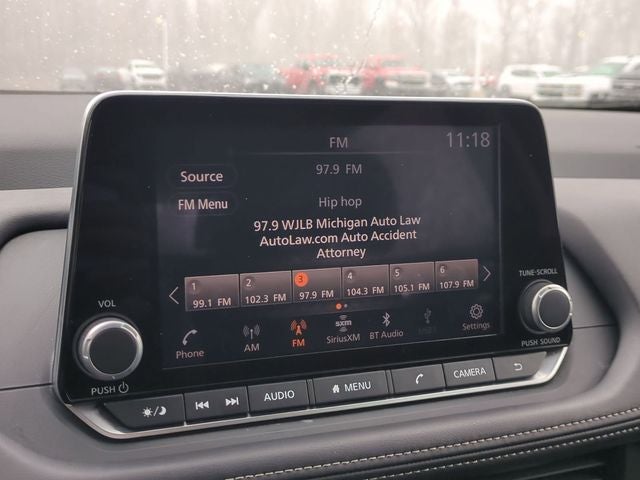 FM
11:18
Source
97.9 FM
FM Menu
Hip hop
97.9 WJLB Michigan Auto Law
AutoLaw.com Auto Accident
Attorney
1
99.1 FM
2
102.3 FM
3
97.9 FM
4
104.3 FM
5
105.1 FM
6
107.9 FM
Phone
AM
FM
SXM
SiriusXM
BT Audio
USB
Settings
VOL
PUSH
TUNE-SCROLL
PUSH SOUND
AUDIO
MENU
CAMERA